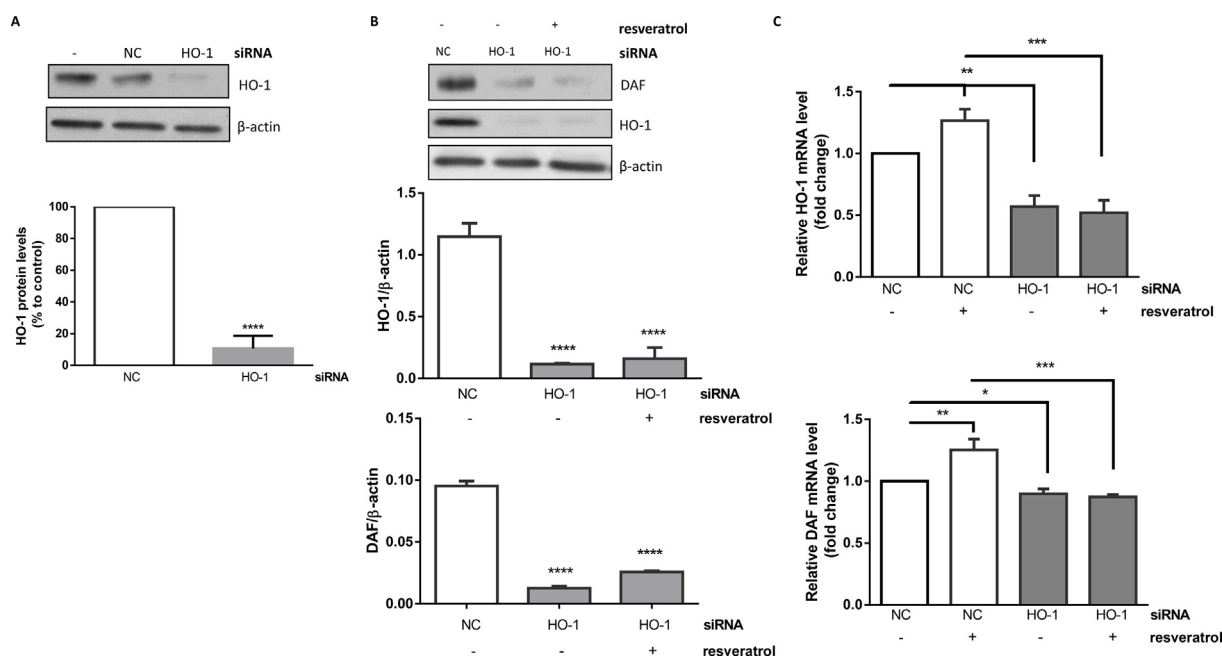 A
- NC HO-1 siRNA
HO-1
β-actin
HO-1 protein levels
(% to control)
100
80
60
40
20
0
****
NC HO-1 siRNA
B
- - + resveratrol
NC HO-1 HO-1 siRNA
DAF
HO-1
β-actin
HO-1/β-actin
1.5
1.0
0.5
0.0
****
****
NC HO-1 HO-1 siRNA
- - + resveratrol
DAF/β-actin
0.15
0.10
0.05
0.00
****
****
NC HO-1 HO-1 siRNA
- - + resveratrol
C
***
**
Relative HO-1 mRNA level
(fold change)
1.5
1.0
0.5
0.0
NC NC HO-1 HO-1 siRNA
- + - + resveratrol
***
*
**
Relative DAF mRNA level
(fold change)
1.5
1.0
0.5
0.0
NC NC HO-1 HO-1 siRNA
- + - + resveratrol